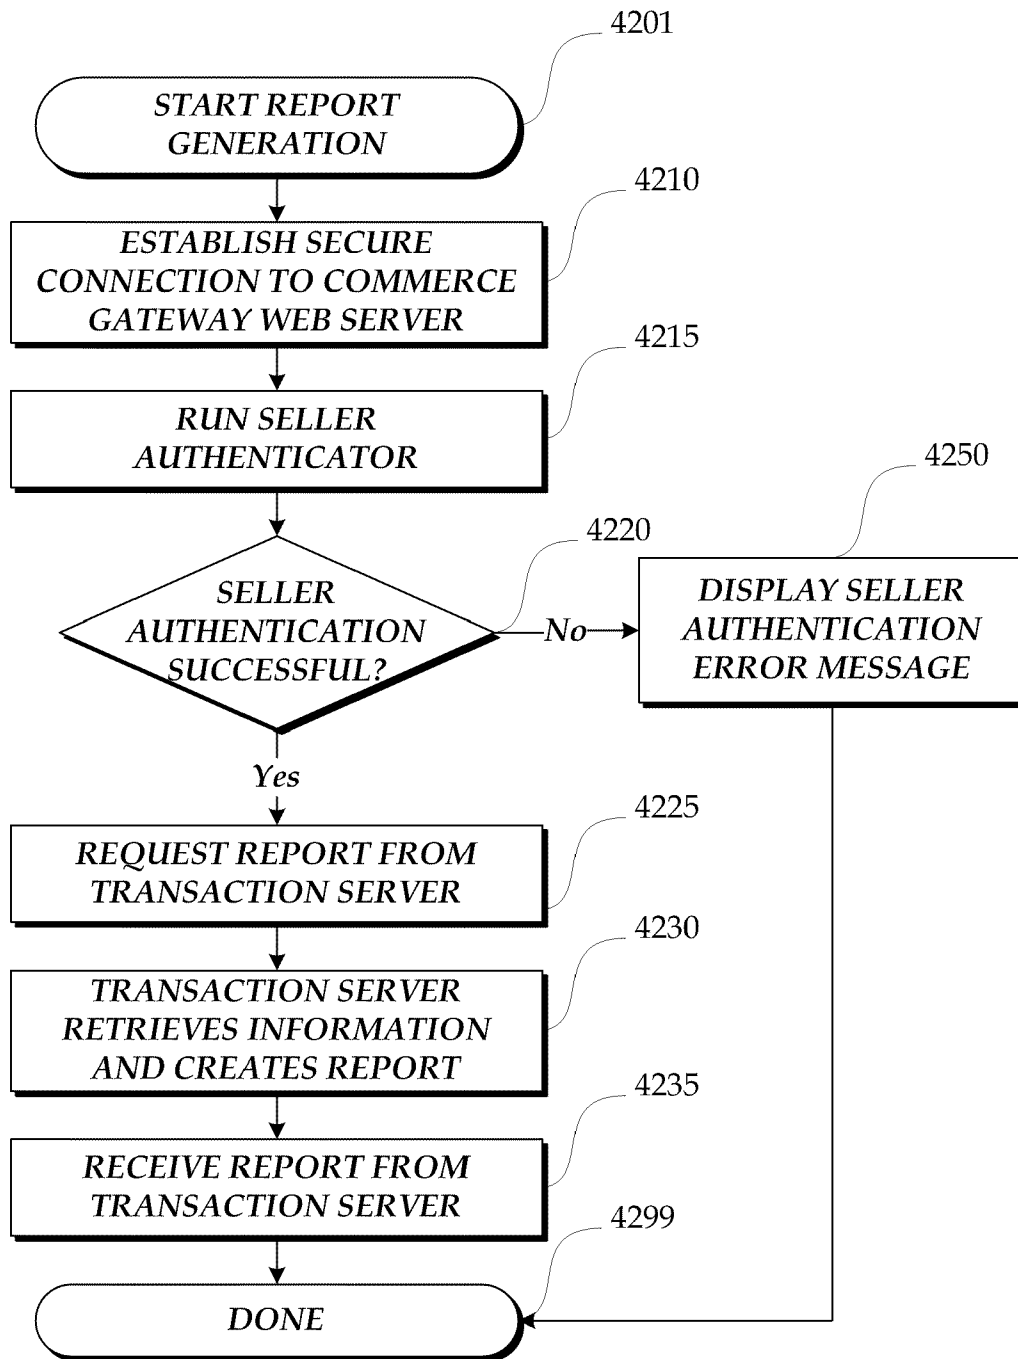 4201
START REPORT
GENERATION
4210
ESTABLISH SECURE
CONNECTION TO COMMERCE
GATEWAY WEB SERVER
4215
RUN SELLER
AUTHENTICATOR
4220
SELLER
AUTHENTICATION
SUCCESSFUL?
No
4250
DISPLAY SELLER
AUTHENTICATION
ERROR MESSAGE
Yes
4225
REQUEST REPORT FROM
TRANSACTION SERVER
4230
TRANSACTION SERVER
RETRIEVES INFORMATION
AND CREATES REPORT
4235
RECEIVE REPORT FROM
TRANSACTION SERVER
4299
DONE